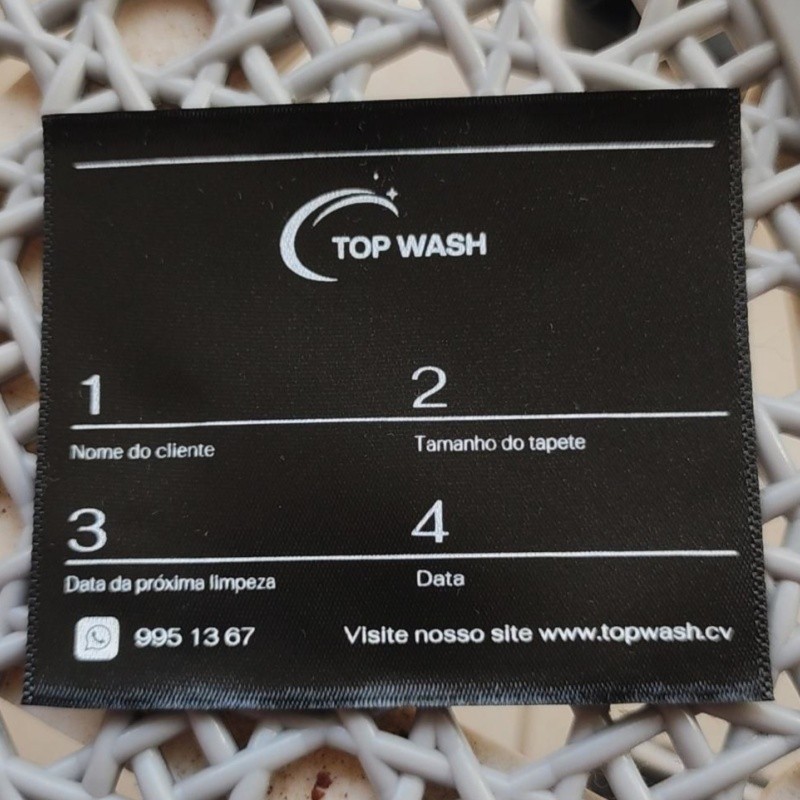 TOP WASH
1 2
Nome do cliente Tamanho do tapete
3 4
Data da próxima limpeza Data
995 13 67 Visite nosso site www.topwash.cv